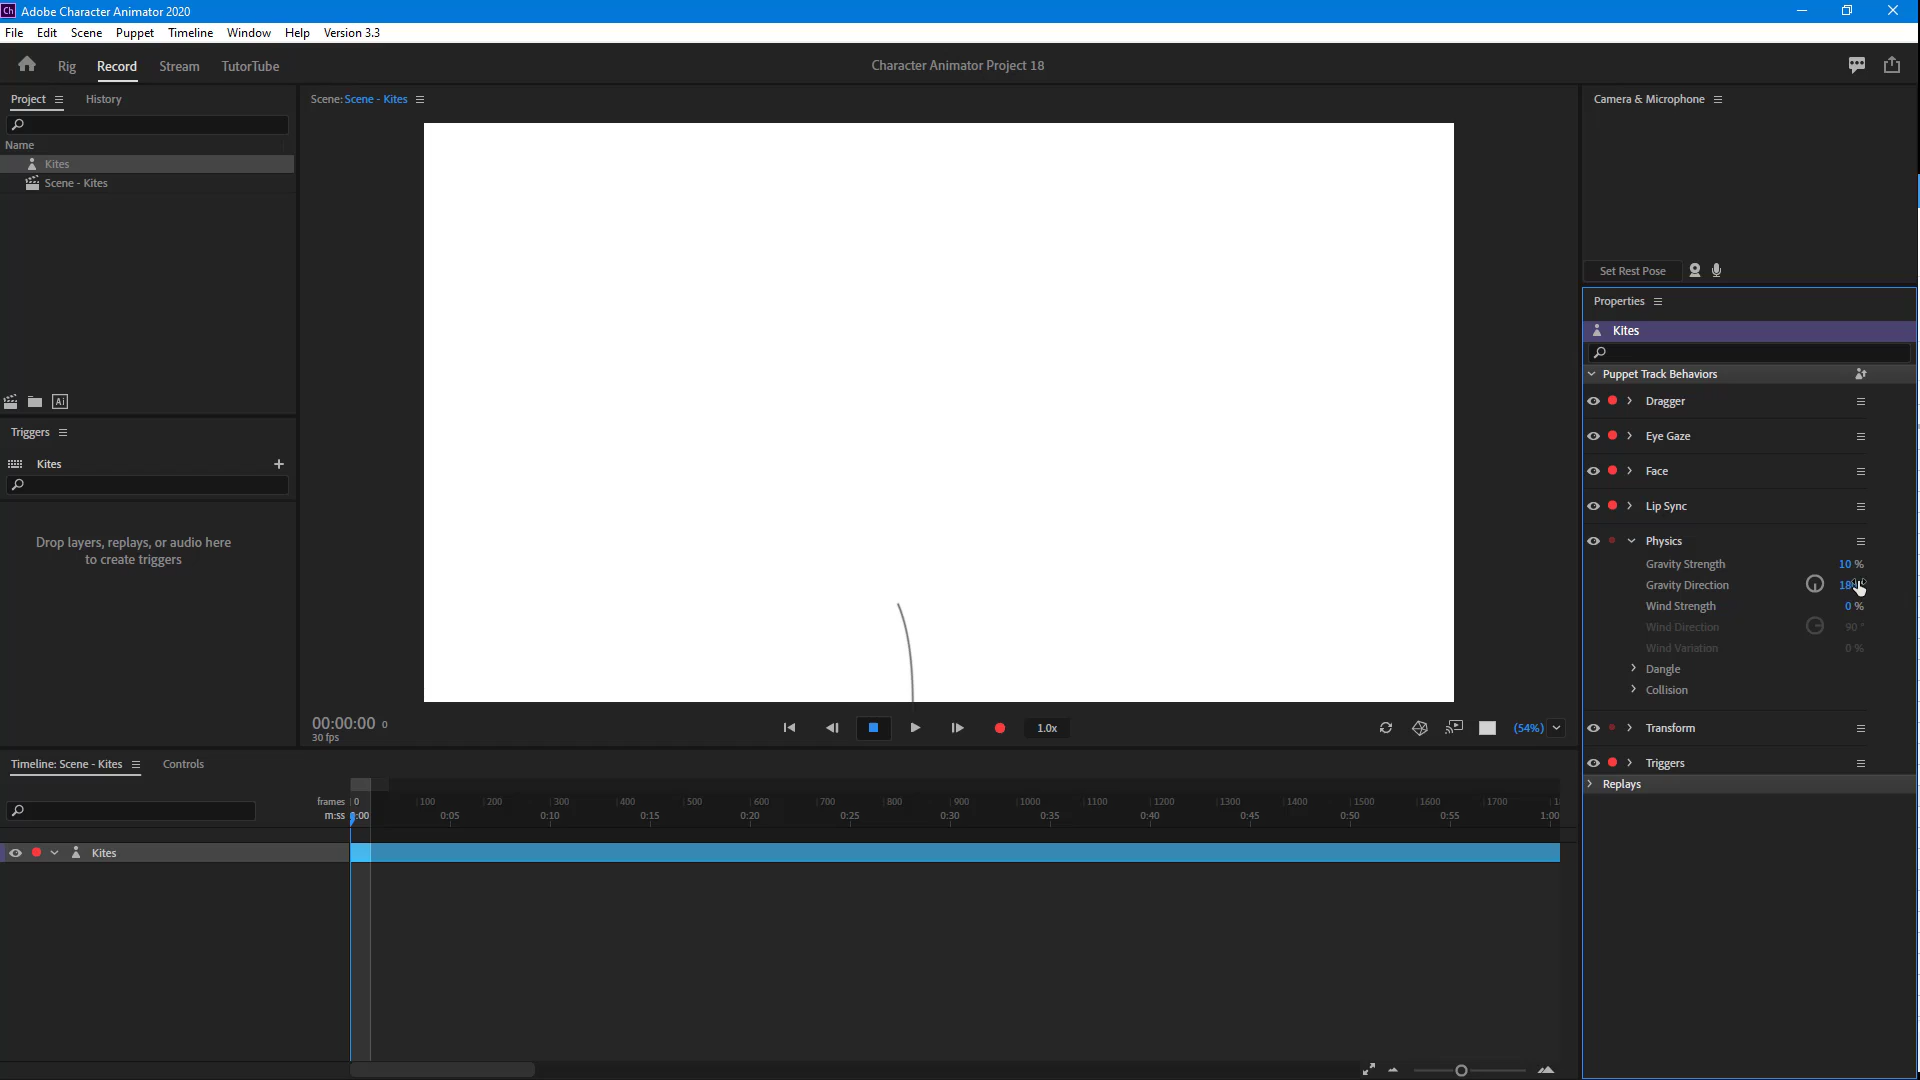 Ch Adobe Character Animator 2020
File Edit Scene Puppet Timeline Window Help Version 3.3
Rig Record Stream TutorTube
Character Animator Project 18
Project History
Name
Kites
Scene - Kites
Ai
Triggers
Kites
Drop layers, replays, or audio here
to create triggers
Scene: Scene - Kites
00:00:00 0
30 fps
1.0x
(54%)
Camera & Microphone
Set Rest Pose
Properties
Kites
Puppet Track Behaviors
Dragger
Eye Gaze
Face
Lip Sync
Physics
Gravity Strength 10 %
Gravity Direction
Wind Strength 0 %
Wind Direction 90 °
Wind Variation 0 %
Dangle
Collision
Transform
Triggers
Replays
Timeline: Scene - Kites Controls
frames 0 100 200 300 400 500 600 700 800 900 1000 1100 1200 1300 1400 1500 1600 1700
m:ss 0:00 0:05 0:10 0:15 0:20 0:25 0:30 0:35 0:40 0:45 0:50 0:55 1:00
Kites